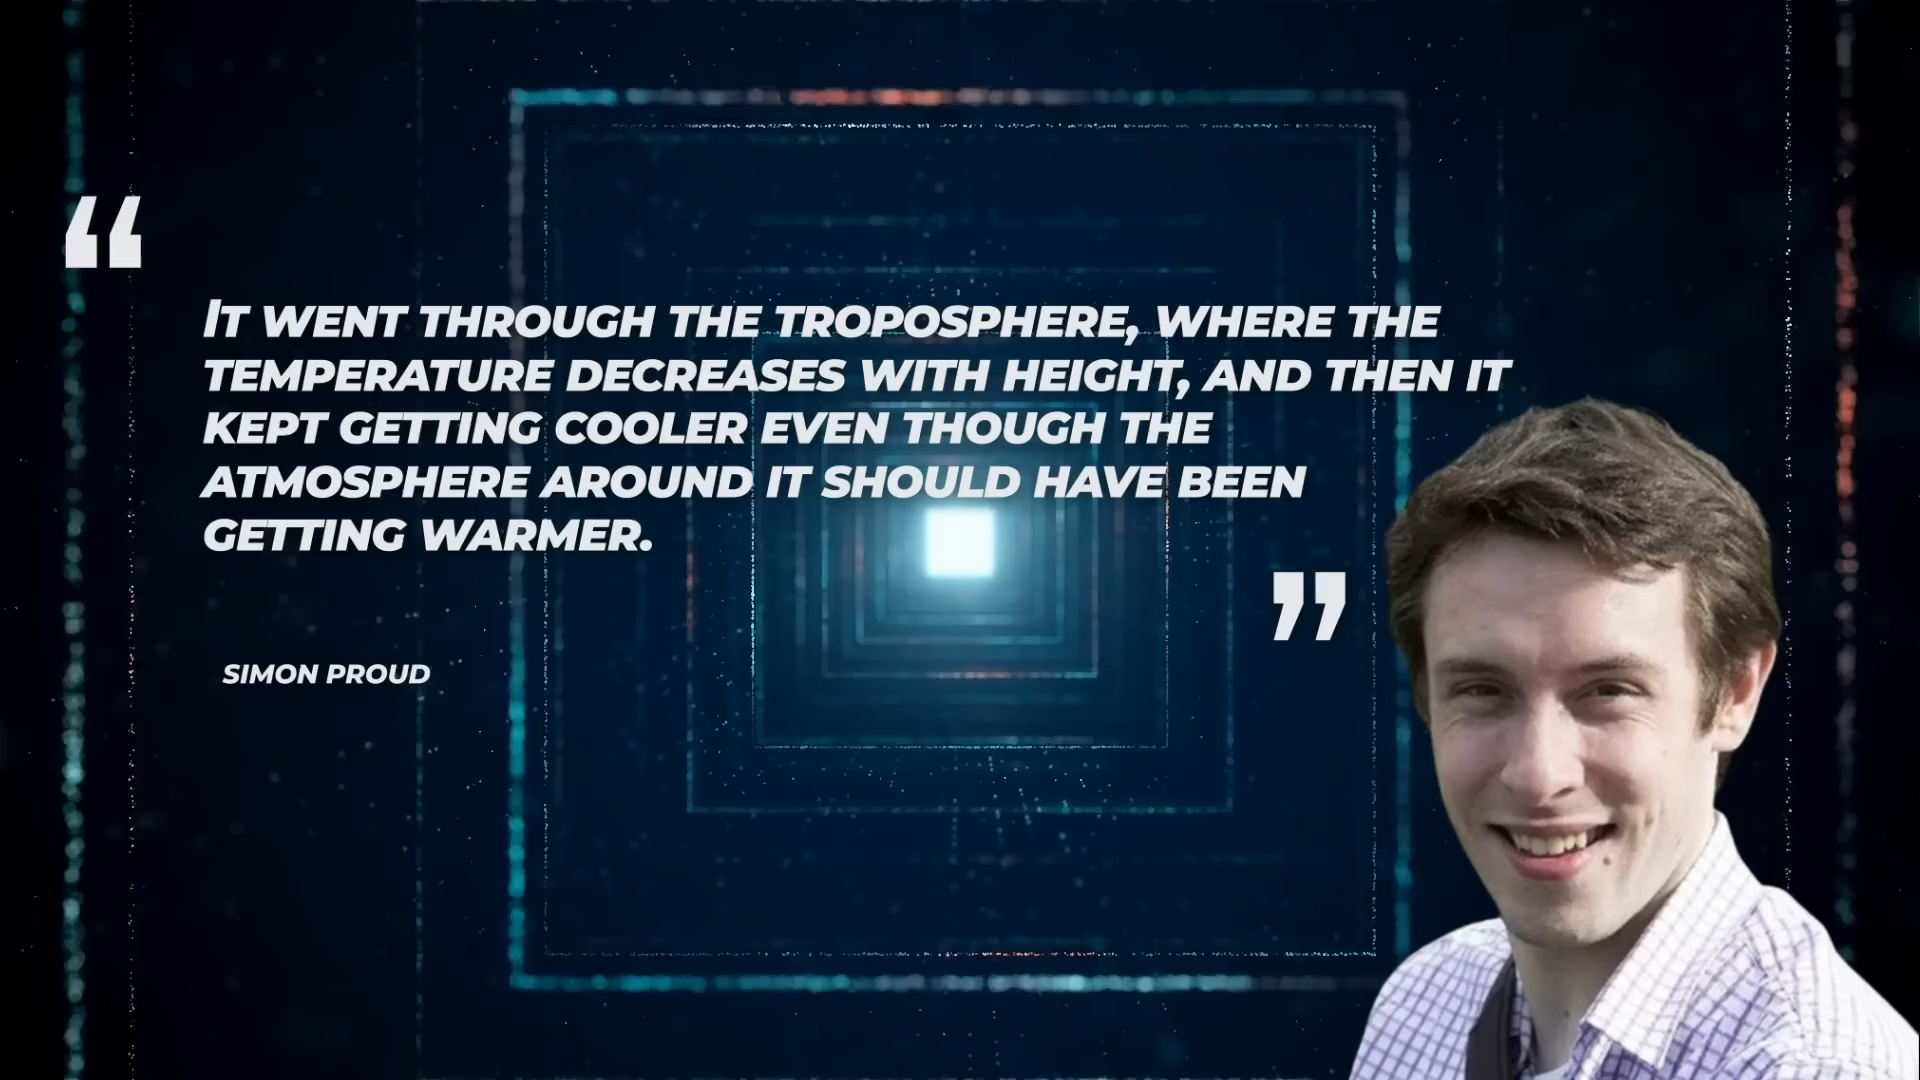 “
IT WENT THROUGH THE TROPOSPHERE, WHERE THE
TEMPERATURE DECREASES WITH HEIGHT, AND THEN IT
KEPT GETTING COOLER EVEN THOUGH THE
ATMOSPHERE AROUND IT SHOULD HAVE BEEN
GETTING WARMER.
”
SIMON PROUD